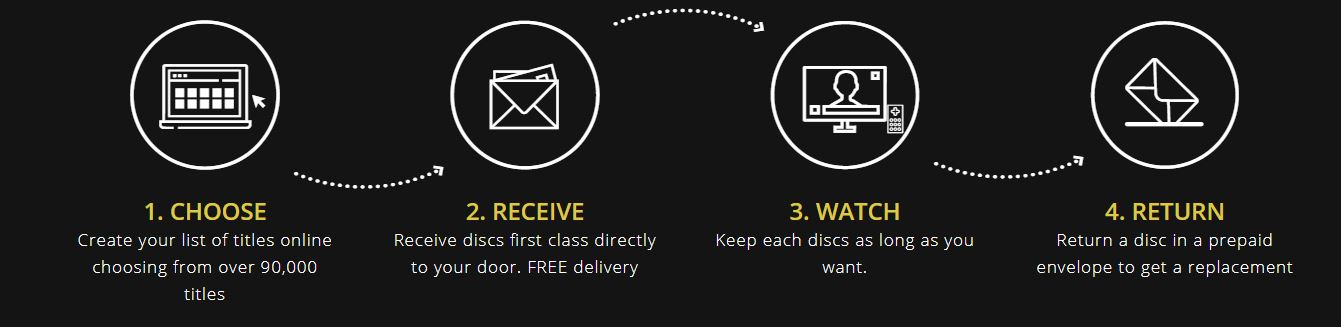 1. CHOOSE
Create your list of titles online
choosing from over 90,000
titles
2. RECEIVE
Receive discs first class directly
to your door. FREE delivery
3. WATCH
Keep each discs as long as you
want.
4. RETURN
Return a disc in a prepaid
envelope to get a replacement